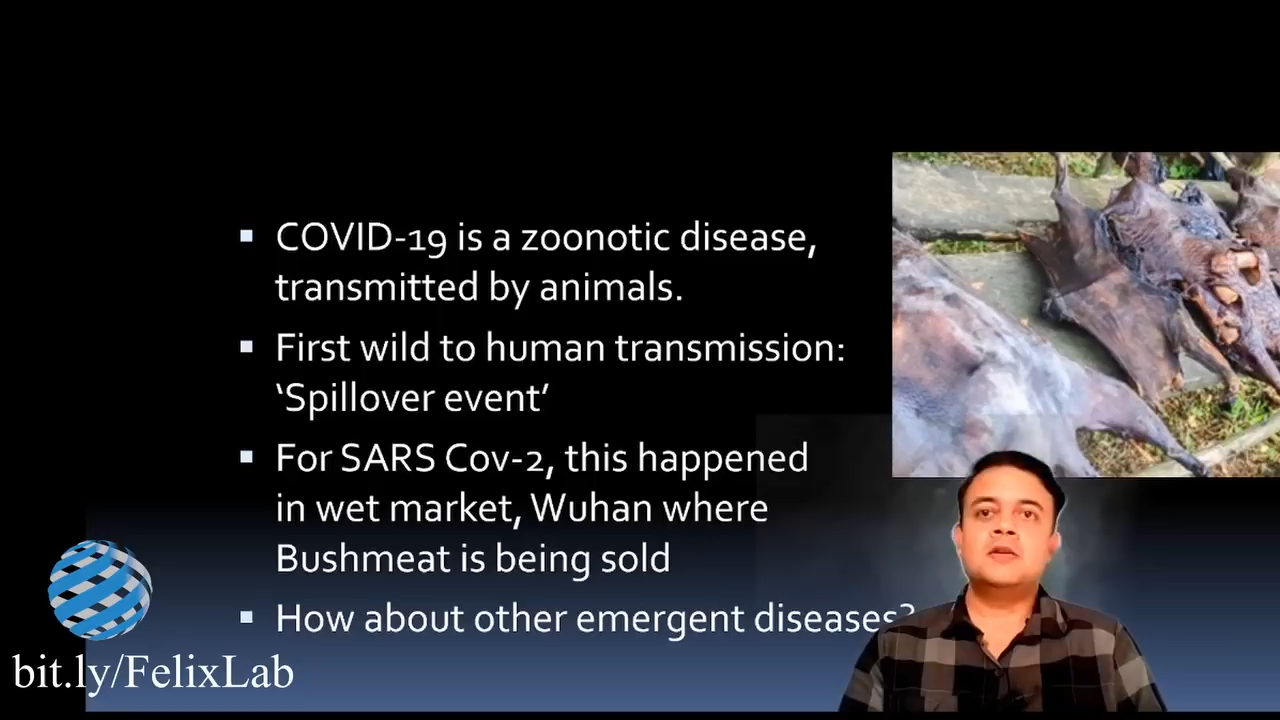 ▪ COVID-19 is a zoonotic disease,
transmitted by animals.
▪ First wild to human transmission:
‘Spillover event’
▪ For SARS Cov-2, this happened
in wet market, Wuhan where
Bushmeat is being sold
▪ How about other emergent diseases?
bit.ly/FelixLab